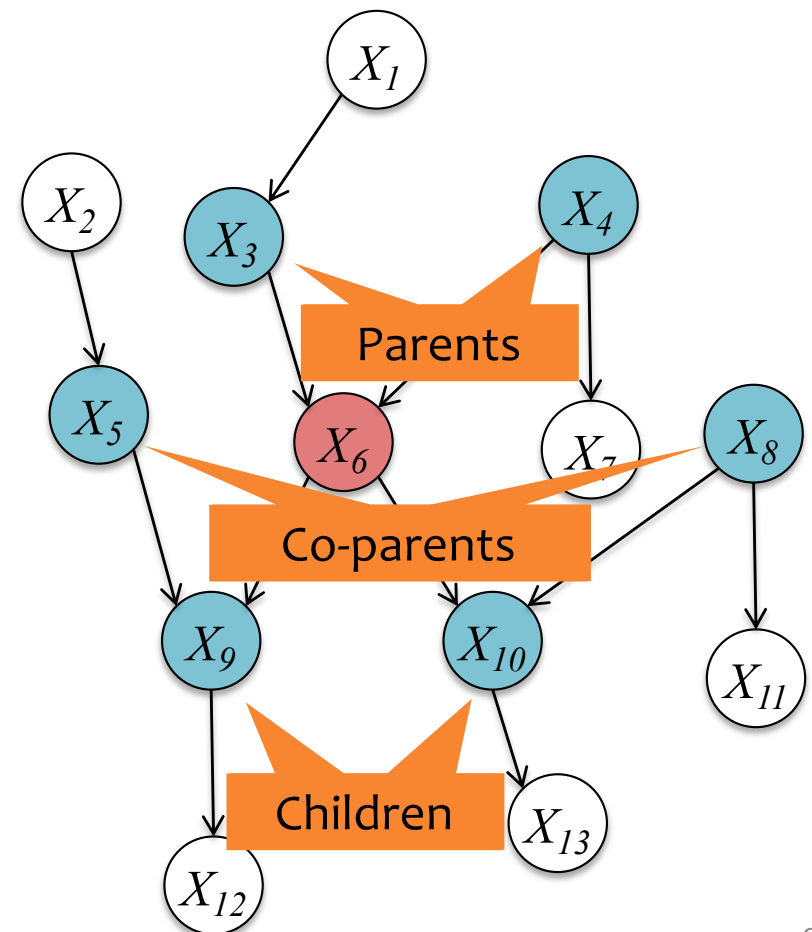 X1
X2
X3
X4
Parents
X5
X6
X7
X8
Co-parents
X9
X10
X11
Children
X12
X13